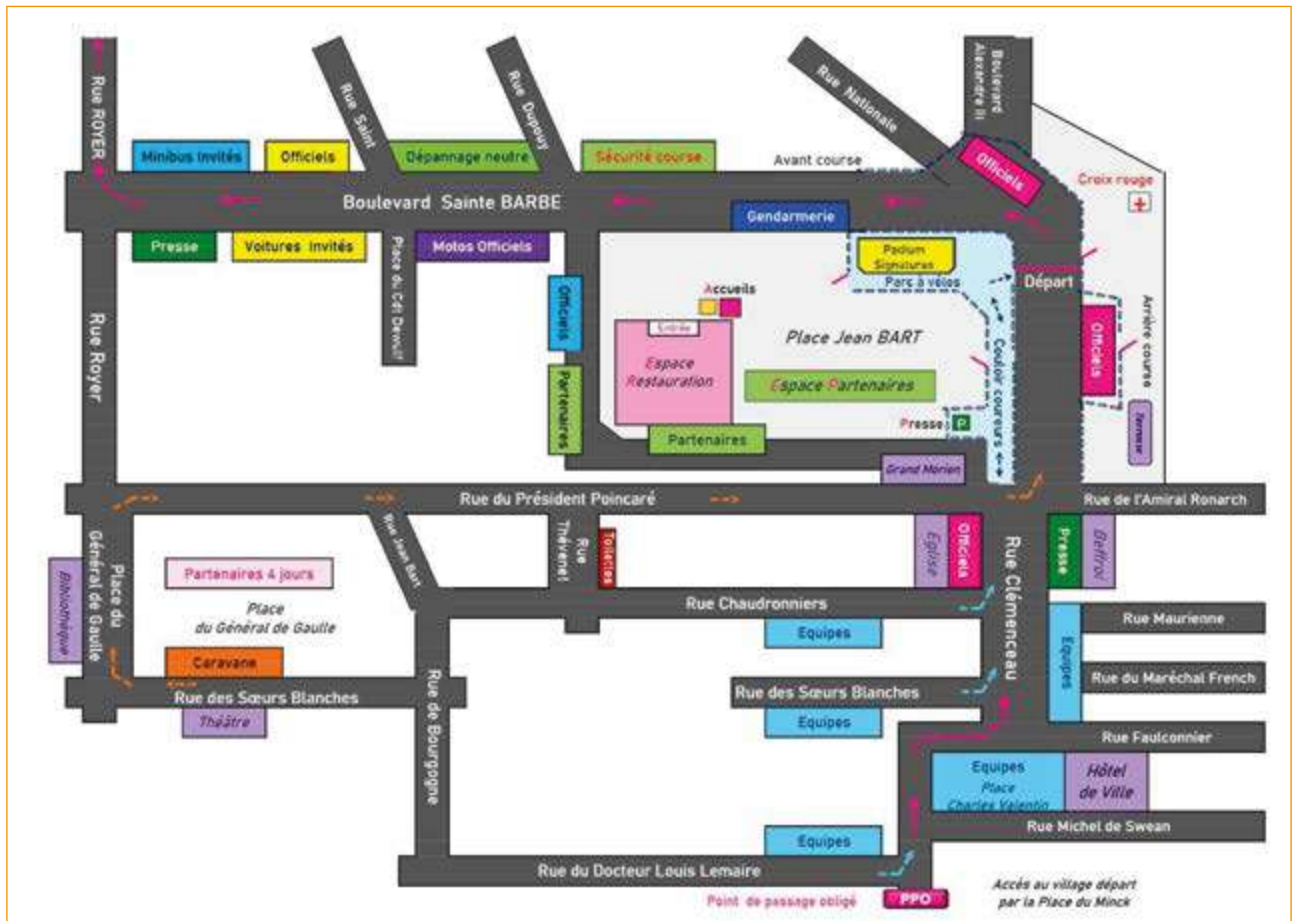 Boulevard
Alexandre III
Rue Nationale
Rue Dupouy
Rue Saint
Rue ROYER
Minibus Invités
Officiels
Dépannage neutre
Sécurité course
Avant course
Officiels
Croix rouge
Boulevard Sainte BARBE
Gendarmerie
Presse
Voitures Invités
Place du Cdt Dewulf
Motos Officiels
Podium
Signatures
Parc à vélos
Départ
Arrière course
Officiels
Accueils
Entrée
Officiels
Place Jean BART
Couloir coureurs
Officiels
Rue Royer
Espace
Restauration
Espace Partenaires
Partenaires
Presse
P
Terrasse
Partenaires
Grand Morien
Rue du Président Poincaré
Rue de l'Amiral Ronarch
Place du
Général de Gaulle
Rue Jean Bart
Rue
Thévenet
Toilettes
Eglise
Officiels
Rue Clémenceau
Presse
Beffroi
Bibliothèque
Partenaires 4 jours
Place
du Général de Gaulle
Rue Chaudronniers
Rue Maurienne
Equipes
Equipes
Caravane
Rue des Sœurs Blanches
Rue des Sœurs Blanches
Rue du Maréchal French
Théâtre
Rue de Bourgogne
Equipes
Rue Faulconnier
Equipes
Place
Charles Valentin
Hôtel
de Ville
Rue Michel de Swean
Equipes
Rue du Docteur Louis Lemaire
Point de passage obligé
PPO
Accès au village départ
par la Place du Minck